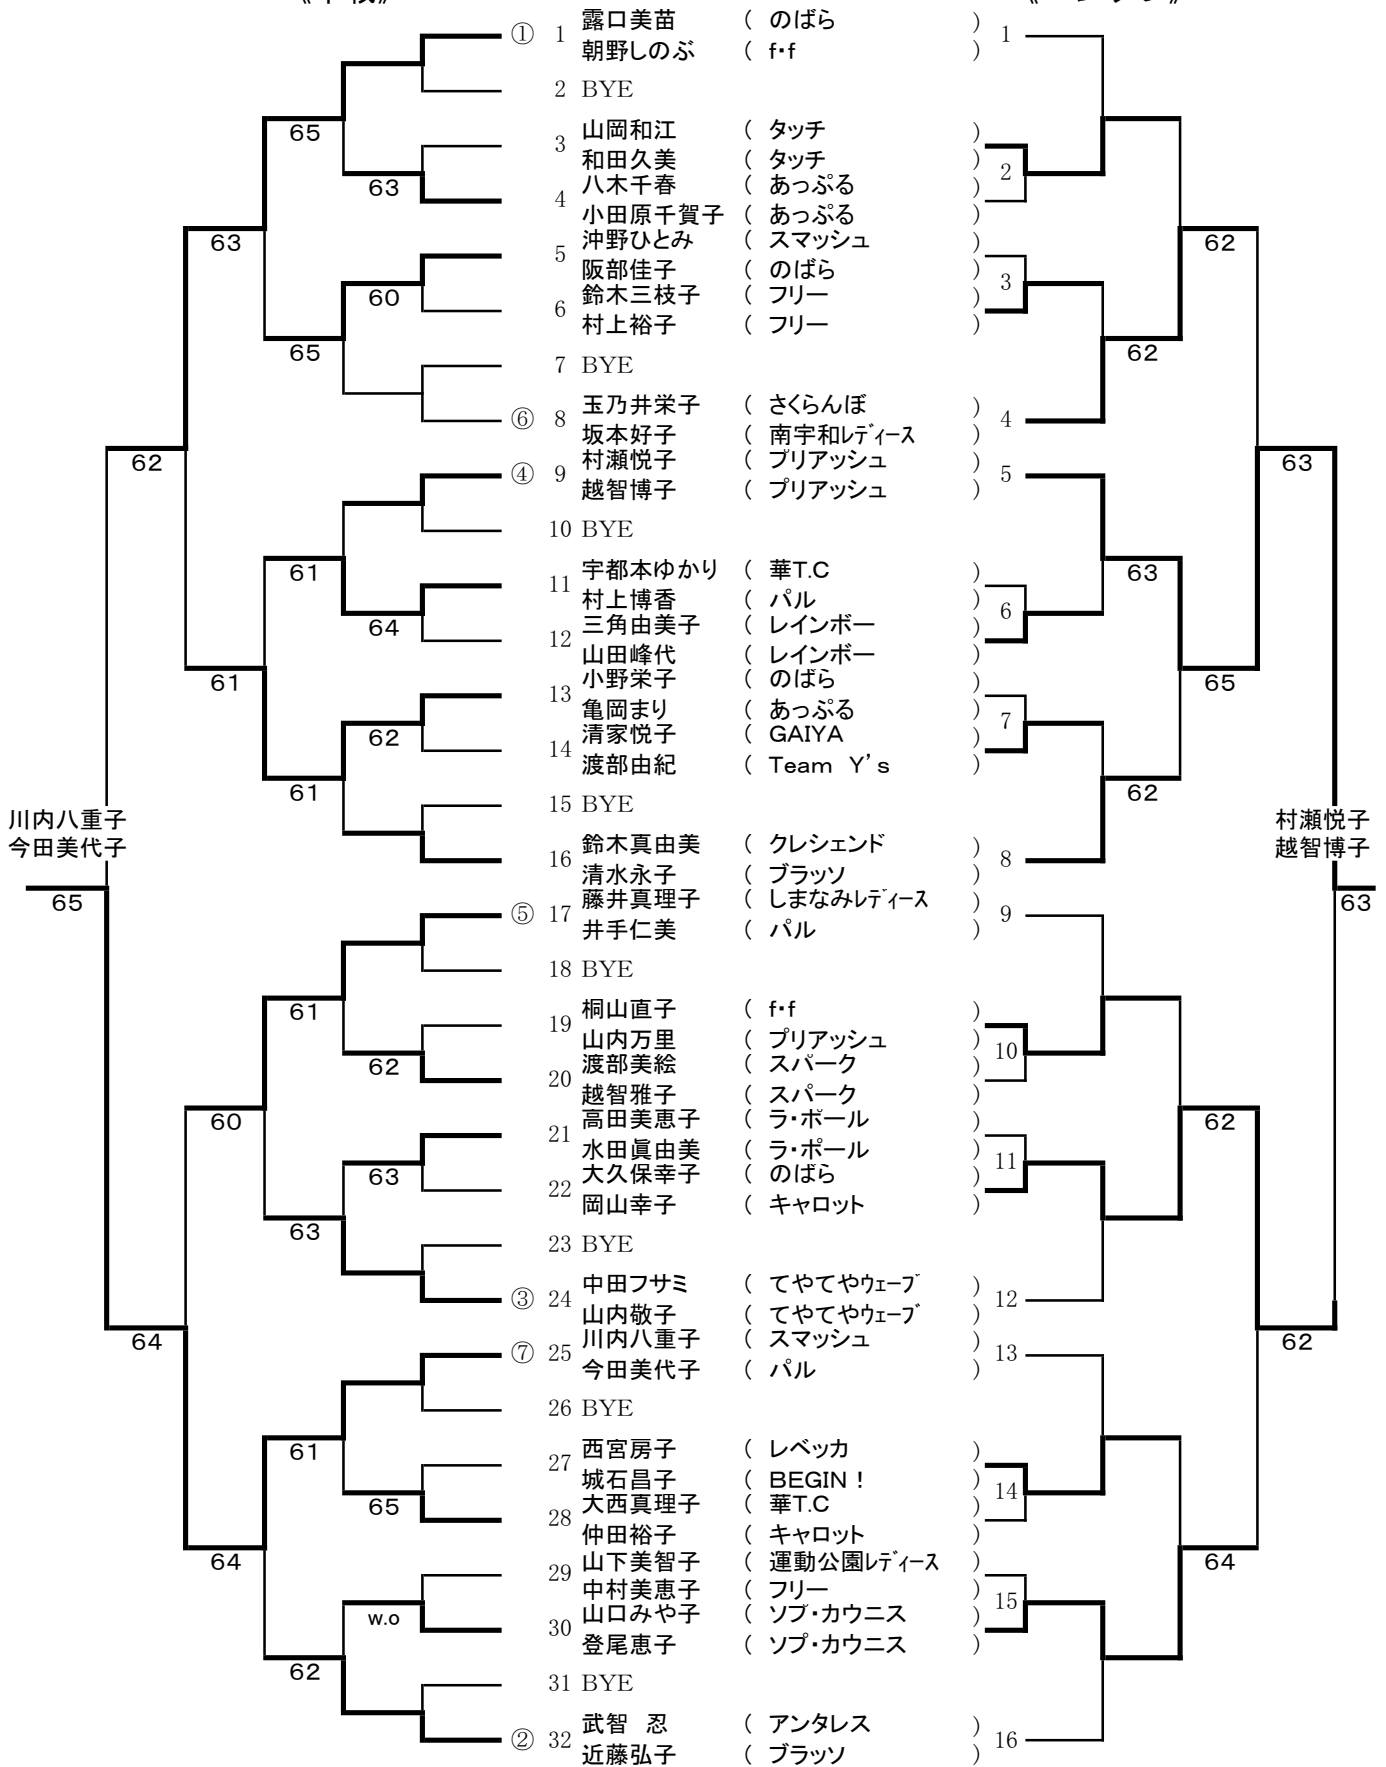 ① 1 露口美苗 ( のばら ) 1
朝野しのぶ ( f・f )
2 BYE
3 山岡和江 ( タッチ )
和田久美 ( タッチ ) 2
4 八木千春 ( あっぷる )
小田原千賀子 ( あっぷる )
5 沖野ひとみ ( スマッシュ )
阪部佳子 ( のばら ) 3
6 鈴木三枝子 ( フリー )
村上裕子 ( フリー )
7 BYE
⑥ 8 玉乃井栄子 ( さくらんぼ ) 4
坂本好子 ( 南宇和レディース )
④ 9 村瀬悦子 ( プリアッシュ ) 5
越智博子 ( プリアッシュ )
10 BYE
11 宇都本ゆかり ( 華T.C )
村上博香 ( パル ) 6
12 三角由美子 ( レインボー )
山田峰代 ( レインボー )
13 小野栄子 ( のばら )
亀岡まり ( あっぷる ) 7
14 清家悦子 ( GAIYA )
渡部由紀 ( Team Y's )
15 BYE
16 鈴木真由美 ( クレシェンド ) 8
清水永子 ( ブラッソ )
⑤ 17 藤井真理子 ( しまなみレディース ) 9
井手仁美 ( パル )
18 BYE
19 桐山直子 ( f・f )
山内万里 ( プリアッシュ ) 10
20 渡部美絵 ( スパーク )
越智雅子 ( スパーク )
21 高田美恵子 ( ラ・ポール )
水田眞由美 ( ラ・ポール ) 11
22 大久保幸子 ( のばら )
岡山幸子 ( キャロット )
23 BYE
③ 24 中田フサミ ( てやてやウェーブ ) 12
山内敬子 ( てやてやウェーブ )
⑦ 25 川内八重子 ( スマッシュ ) 13
今田美代子 ( パル )
26 BYE
27 西宮房子 ( レベッカ )
城石昌子 ( BEGIN ! ) 14
28 大西真理子 ( 華T.C )
仲田裕子 ( キャロット )
29 山下美智子 ( 運動公園レディース )
中村美恵子 ( フリー ) 15
30 山口みや子 ( ソプ・カウニス )
登尾恵子 ( ソプ・カウニス )
31 BYE
② 32 武智 忍 ( アンタレス ) 16
近藤弘子 ( ブラッソ )
65
63
63
60
65
62
61
64
61
62
61
川内八重子
今田美代子
65
61
62
60
63
63
64
61
65
64
w.o
62
62
62
63
63
65
62
村瀬悦子
越智博子
63
62
62
64